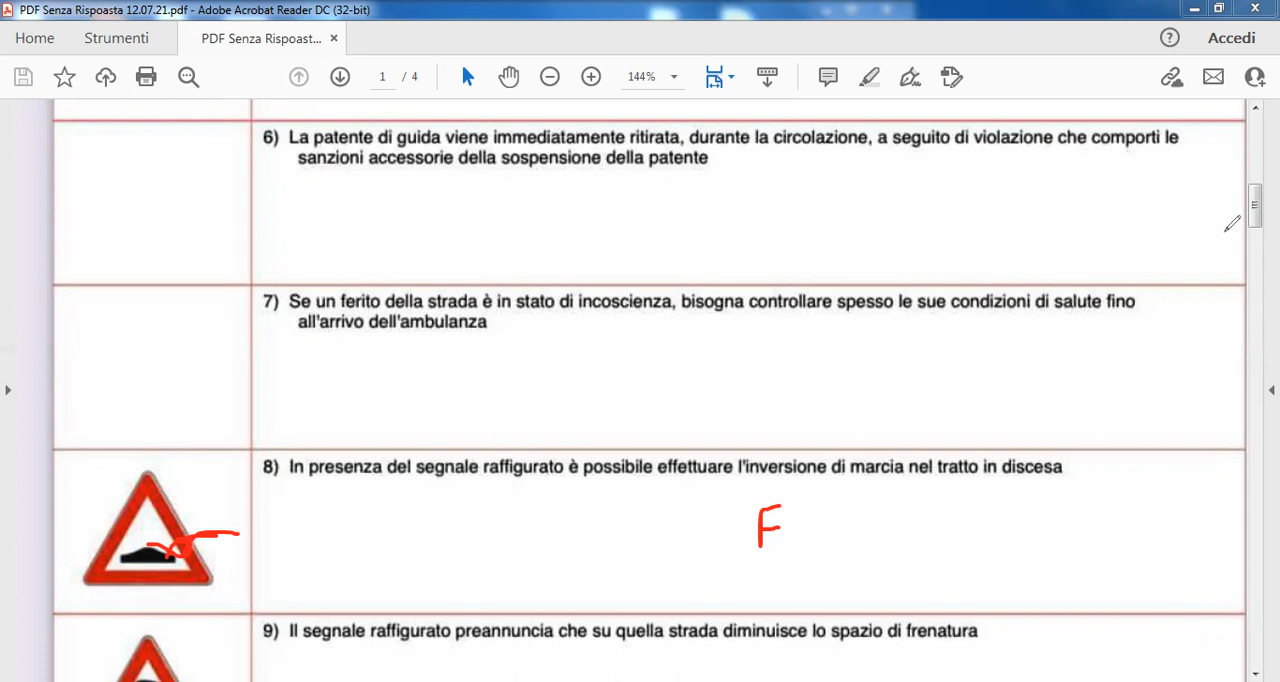 PDF Senza Rispoasta 12.07.21.pdf - Adobe Acrobat Reader DC (32-bit)
Home Strumenti PDF Senza Rispoast... × ? Accedi
1 / 4 144%
6) La patente di guida viene immediatamente ritirata, durante la circolazione, a seguito di violazione che comporti le
sanzioni accessorie della sospensione della patente
7) Se un ferito della strada è in stato di incoscienza, bisogna controllare spesso le sue condizioni di salute fino
all'arrivo dell'ambulanza
8) In presenza del segnale raffigurato è possibile effettuare l'inversione di marcia nel tratto in discesa
F
9) Il segnale raffigurato preannuncia che su quella strada diminuisce lo spazio di frenatura